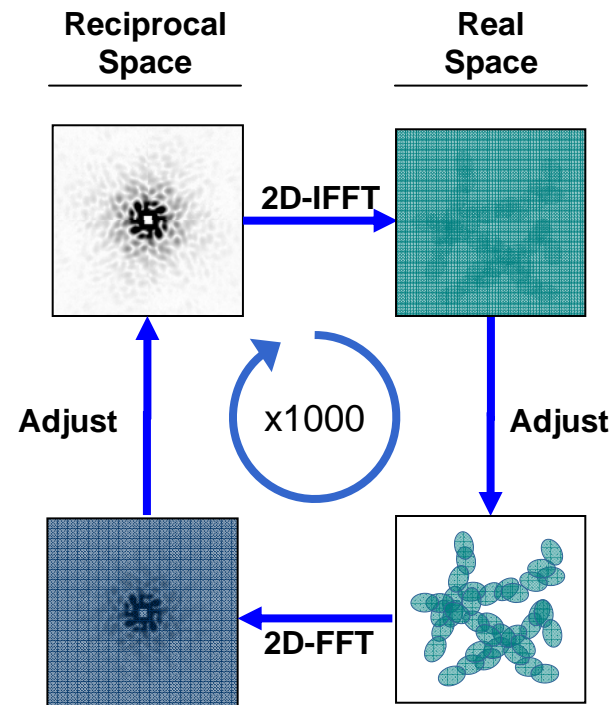 Reciprocal
Space
Real
Space
2D-IFFT
Adjust
x1000
Adjust
2D-FFT